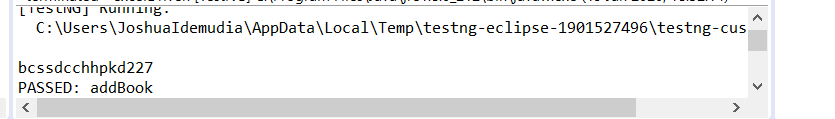 [TestNG] Running:
C:\Users\JoshuaIdemudia\AppData\Local\Temp\testng-eclipse-1901527496\testng-cus
bcssdcchhpkd227
PASSED: addBook